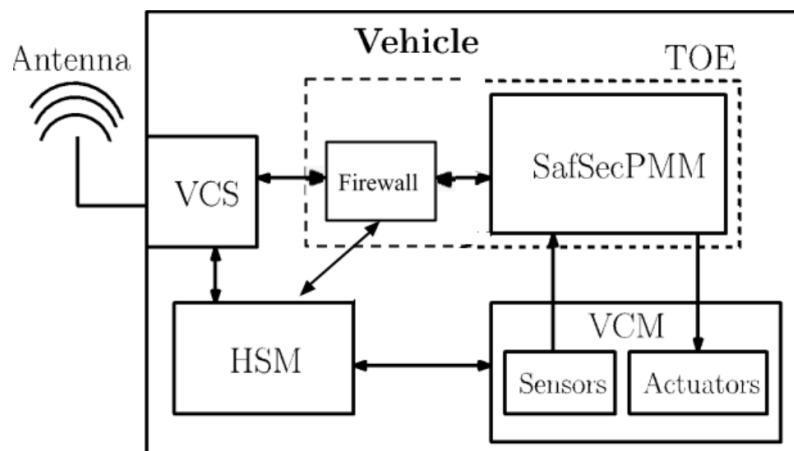 Vehicle
Antenna
TOE
VCS
Firewall
SafSecPMM
HSM
VCM
Sensors
Actuators